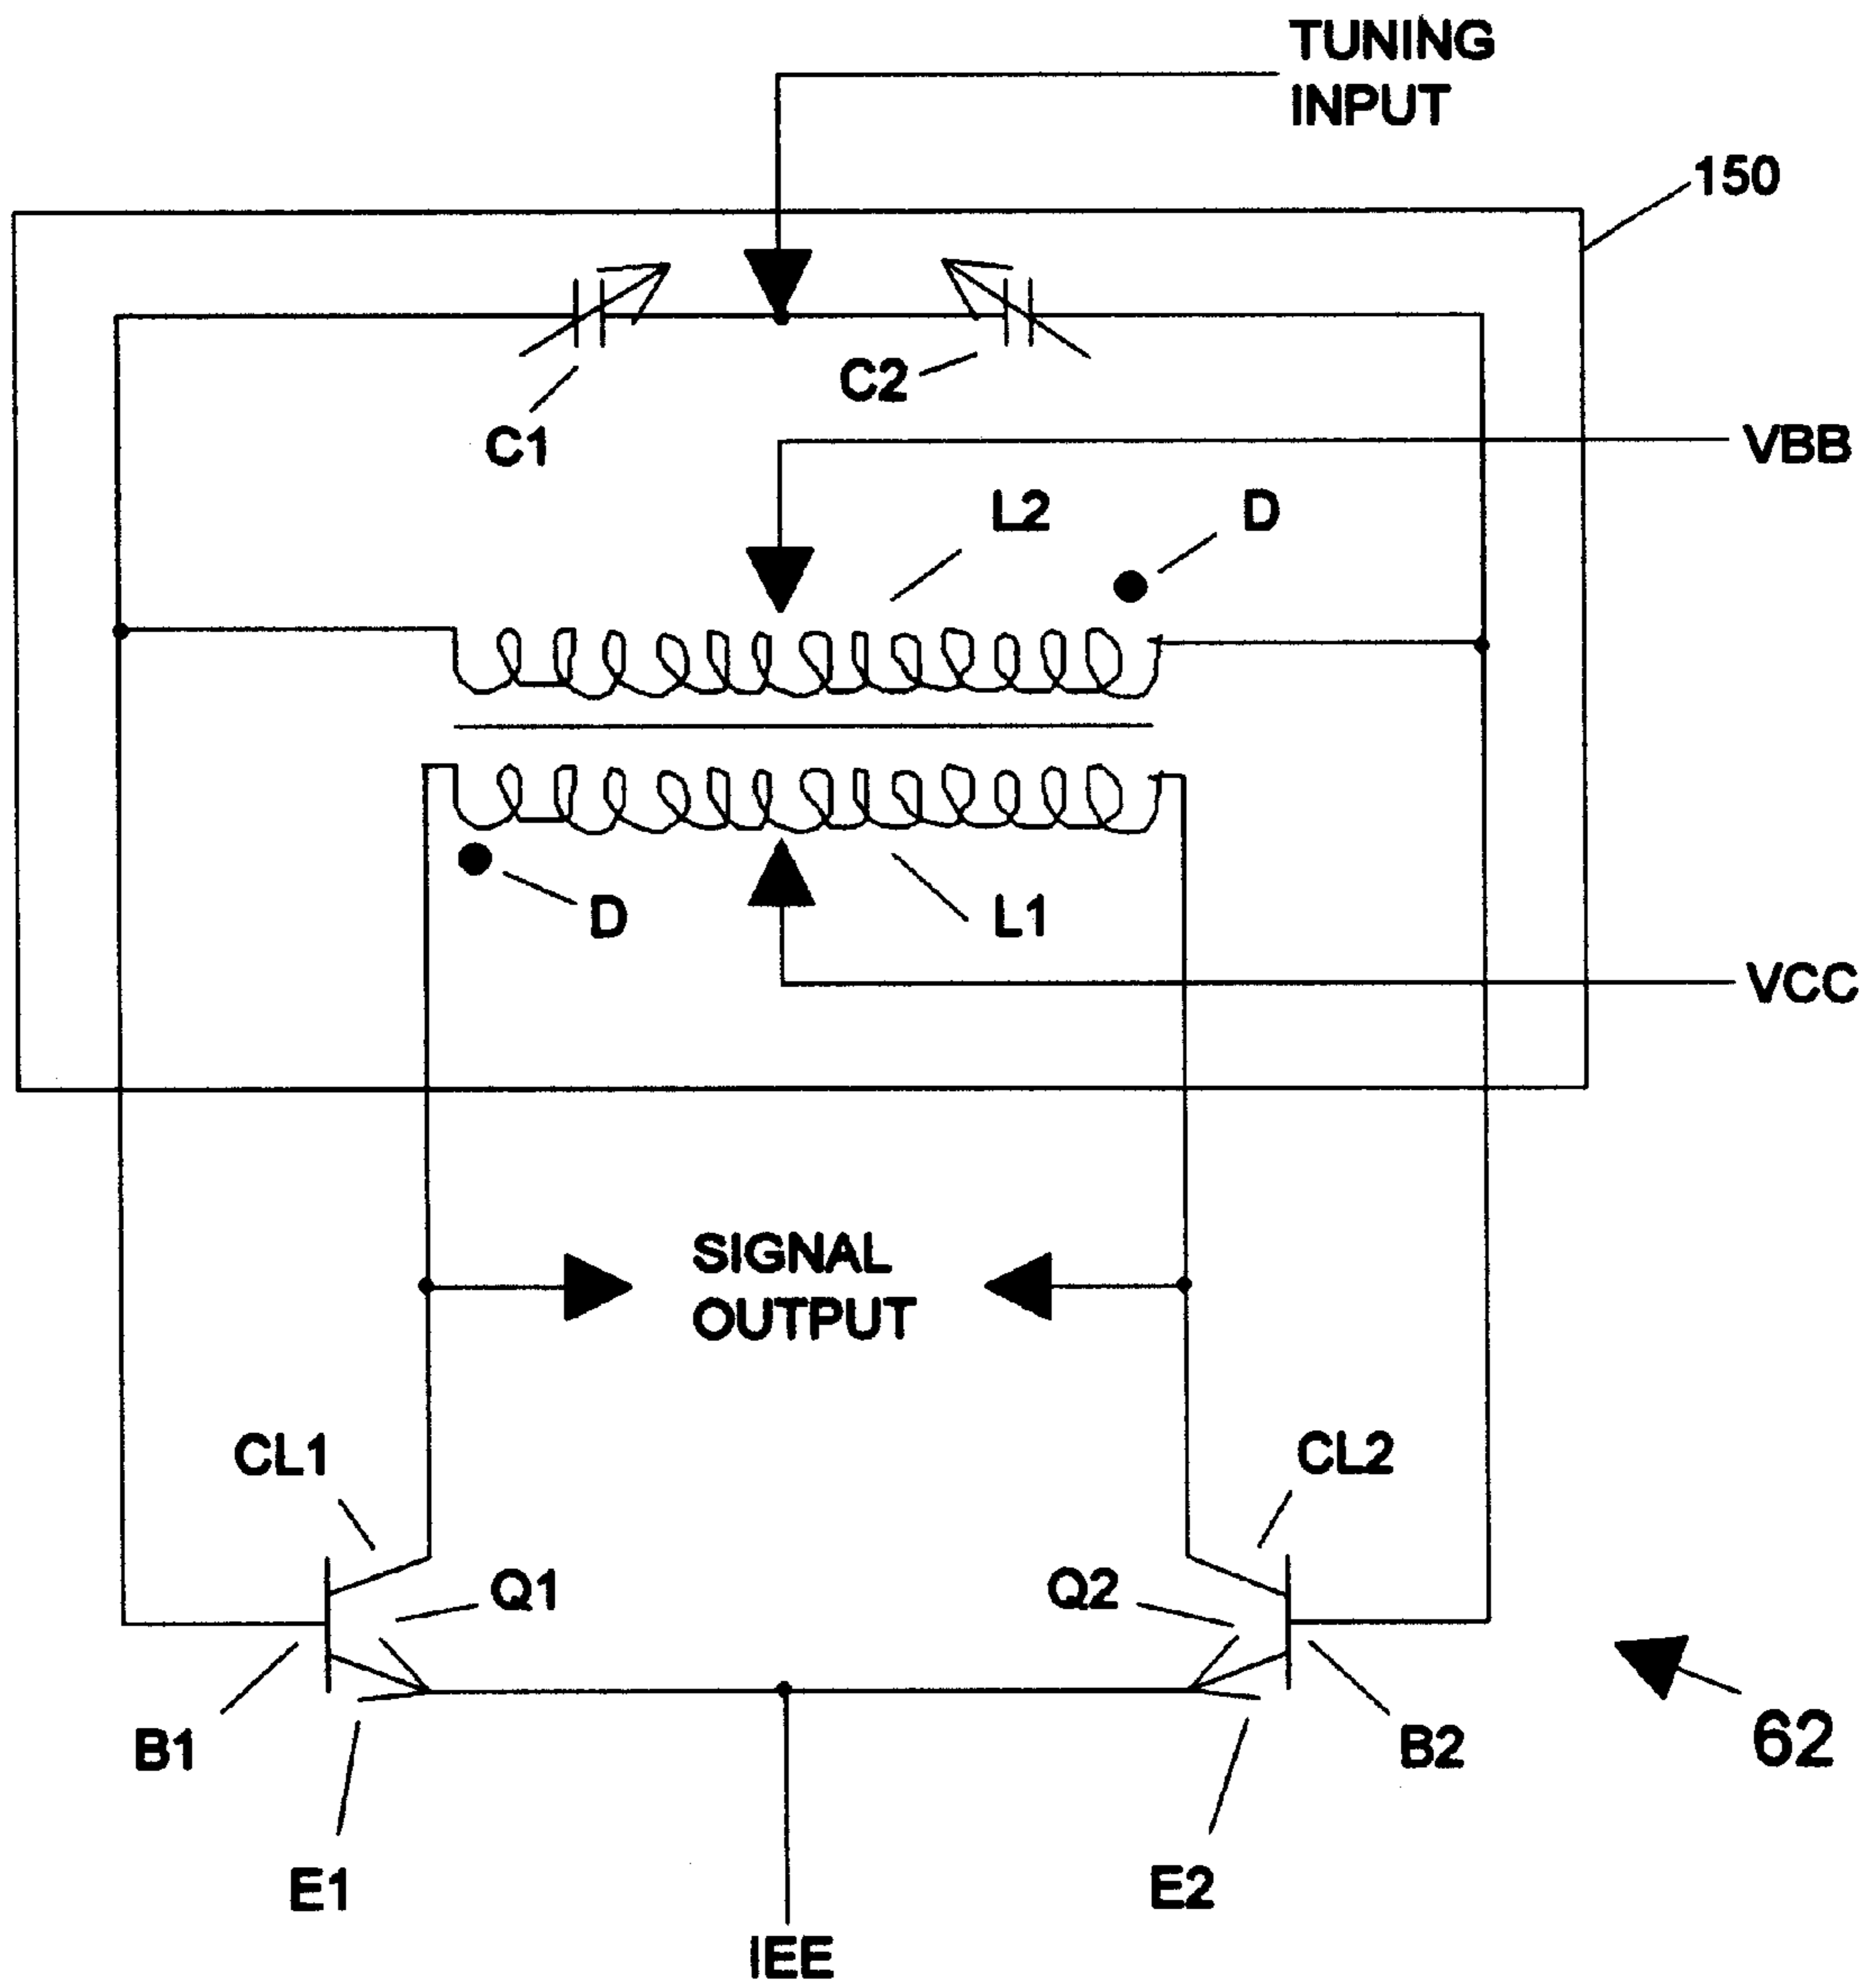 TUNING
INPUT
150
C2
C1
VBB
L2
D
D
L1
VCC
SIGNAL
OUTPUT
CL1
CL2
Q1
Q2
B1
B2
62
E1
E2
IEE